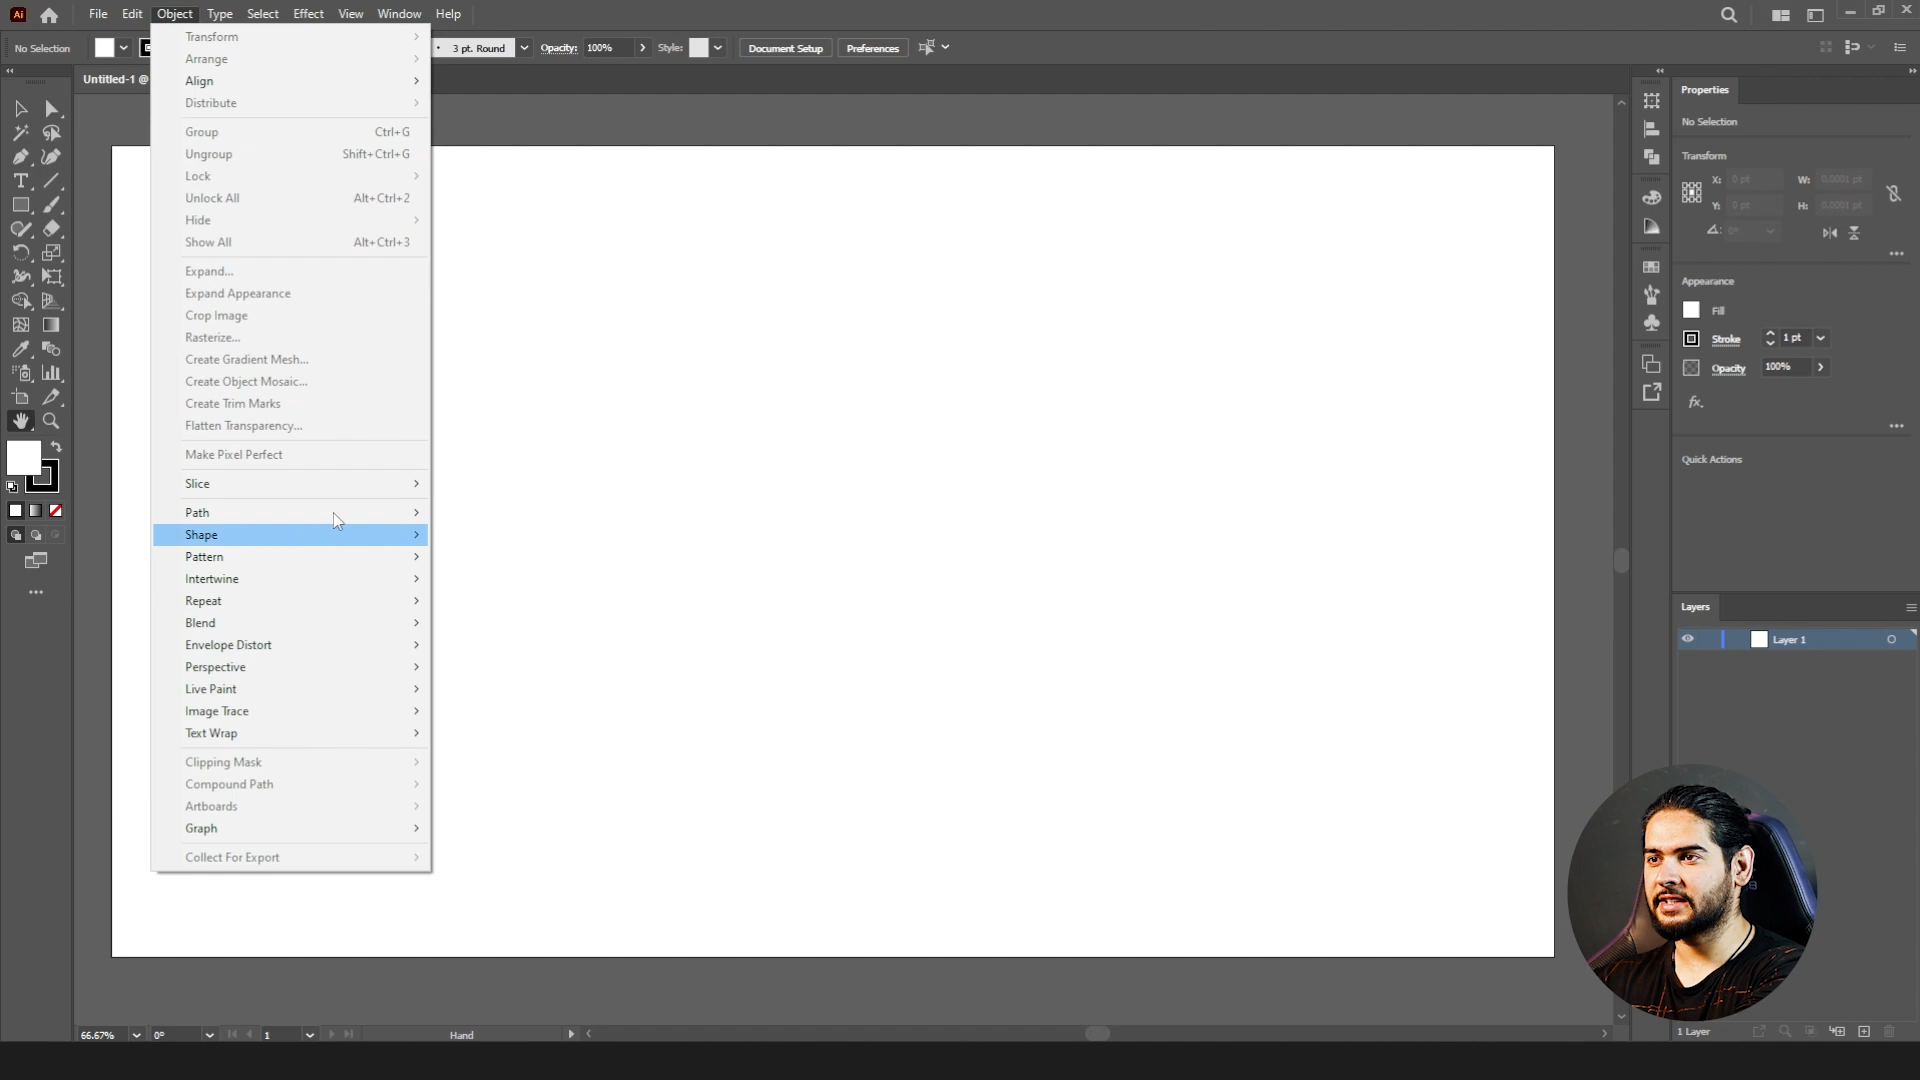 Ai File Edit Object Type Select Effect View Window Help
No Selection 3 pt. Round Opacity: 100% Style: Document Setup Preferences
Untitled-1 @
Transform
Arrange
Align
Distribute
Group Ctrl+G
Ungroup Shift+Ctrl+G
Lock
Unlock All Alt+Ctrl+2
Hide
Show All Alt+Ctrl+3
Expand...
Expand Appearance
Crop Image
Rasterize...
Create Gradient Mesh...
Create Object Mosaic...
Create Trim Marks
Flatten Transparency...
Make Pixel Perfect
Slice
Path
Shape
Pattern
Intertwine
Repeat
Blend
Envelope Distort
Perspective
Live Paint
Image Trace
Text Wrap
Clipping Mask
Compound Path
Artboards
Graph
Collect For Export
Properties
No Selection
Transform
X: 0 pt W: 0.0001 pt
Y: 0 pt H: 0.0001 pt
0°
Appearance
Fill
Stroke 1 pt
Opacity 100%
fx.
Quick Actions
Layers
Layer 1
1 Layer
66.67% 0° 1 Hand